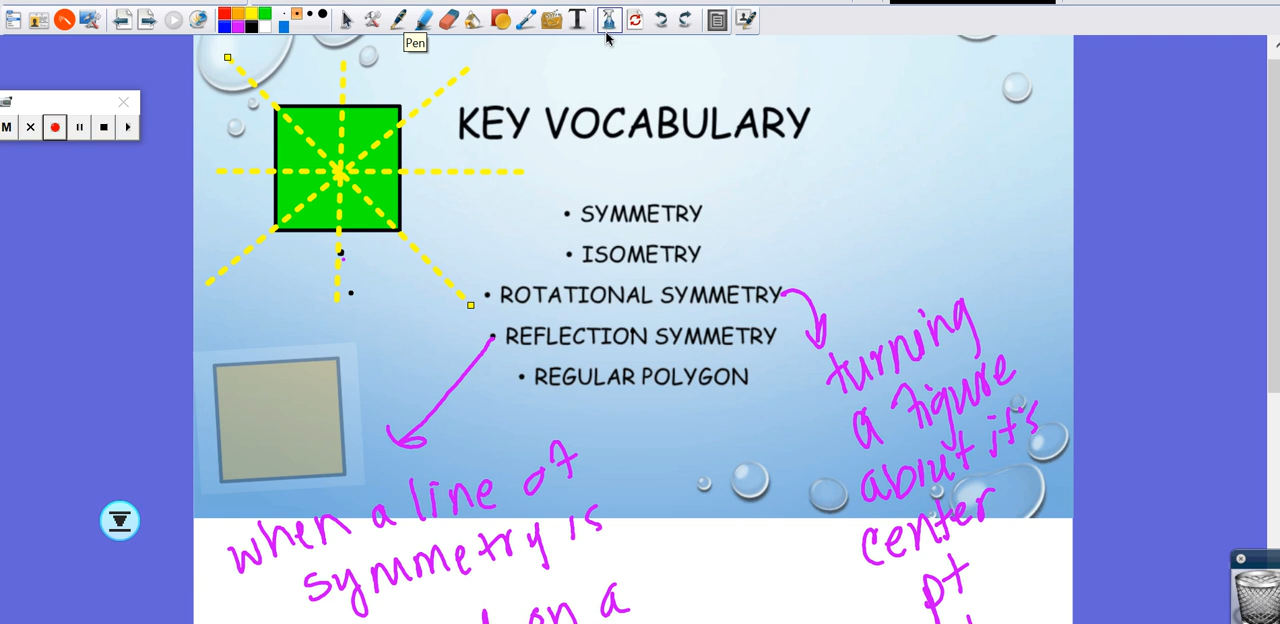 Pen
M
KEY VOCABULARY
• SYMMETRY
• ISOMETRY
• ROTATIONAL SYMMETRY
• REFLECTION SYMMETRY
• REGULAR POLYGON
turning
a figure
about it's
center
pt
when a line of
symmetry is
on a